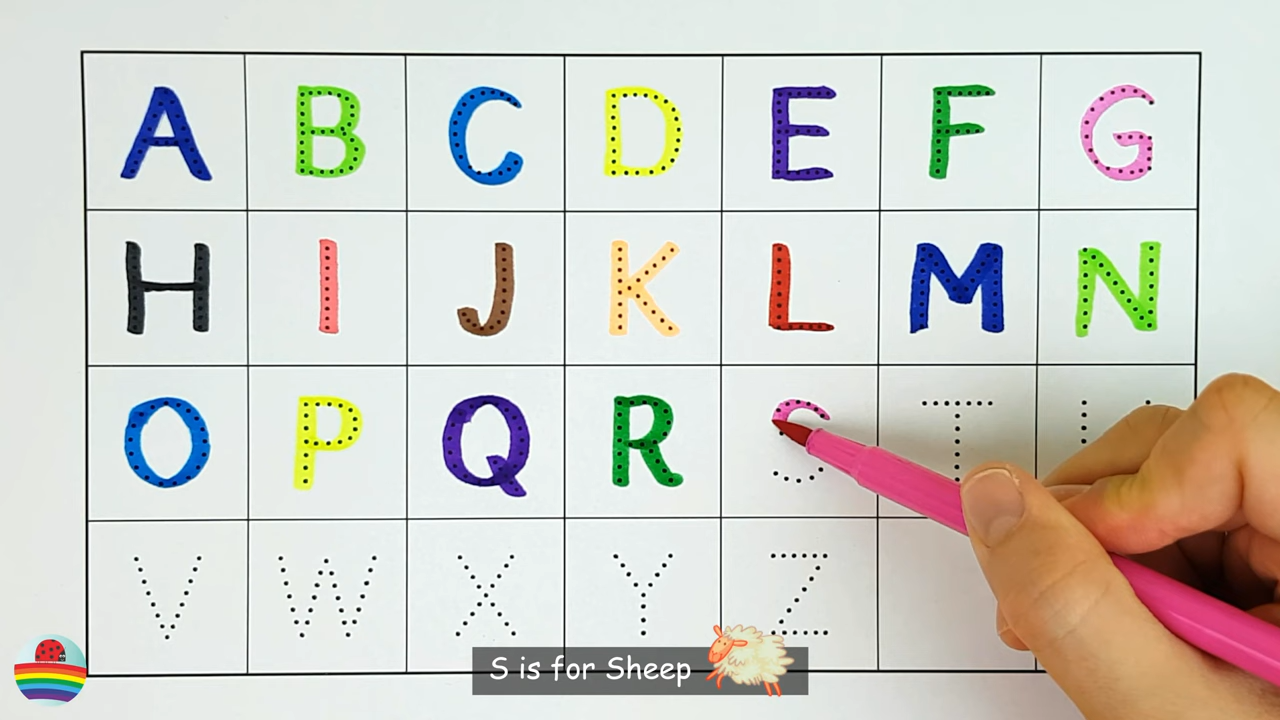 A B C D E F G
H I J K L M N
O P Q R S T U
V W X Y Z
S is for Sheep